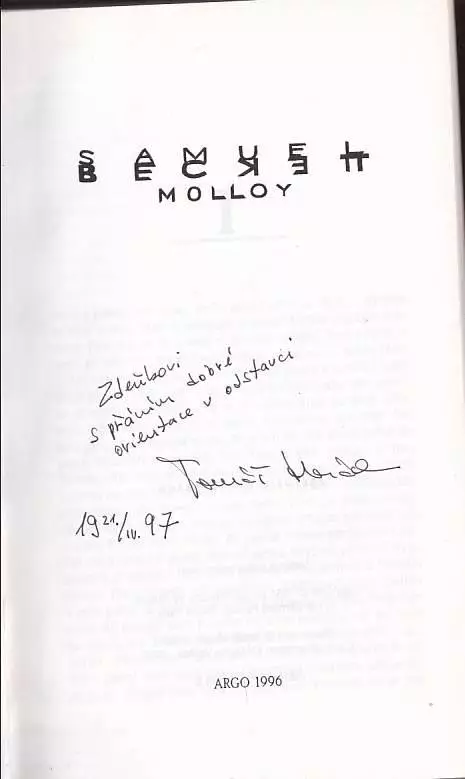 SAMUEL
BECKETT
MOLLOY
Zdeňkovi
s přáním dobré
orientace v odstavci
Tomáš
19 21./IV. 97
ARGO 1996